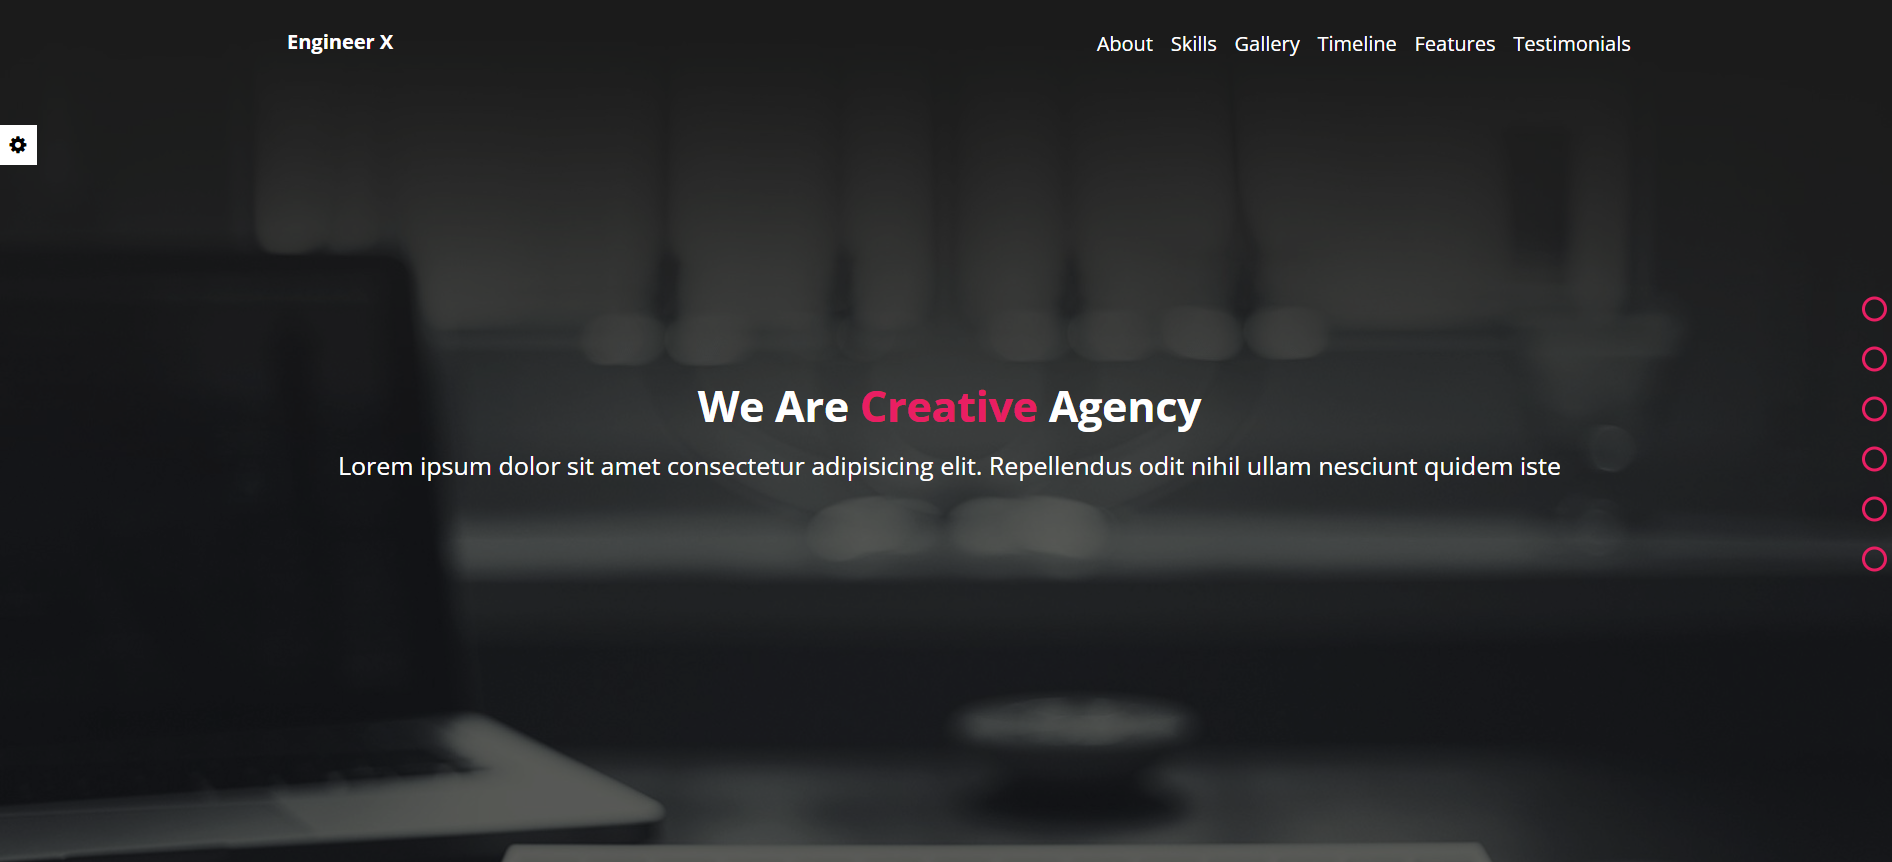 Engineer X
About Skills Gallery Timeline Features Testimonials
We Are Creative Agency
Lorem ipsum dolor sit amet consectetur adipisicing elit. Repellendus odit nihil ullam nesciunt quidem iste